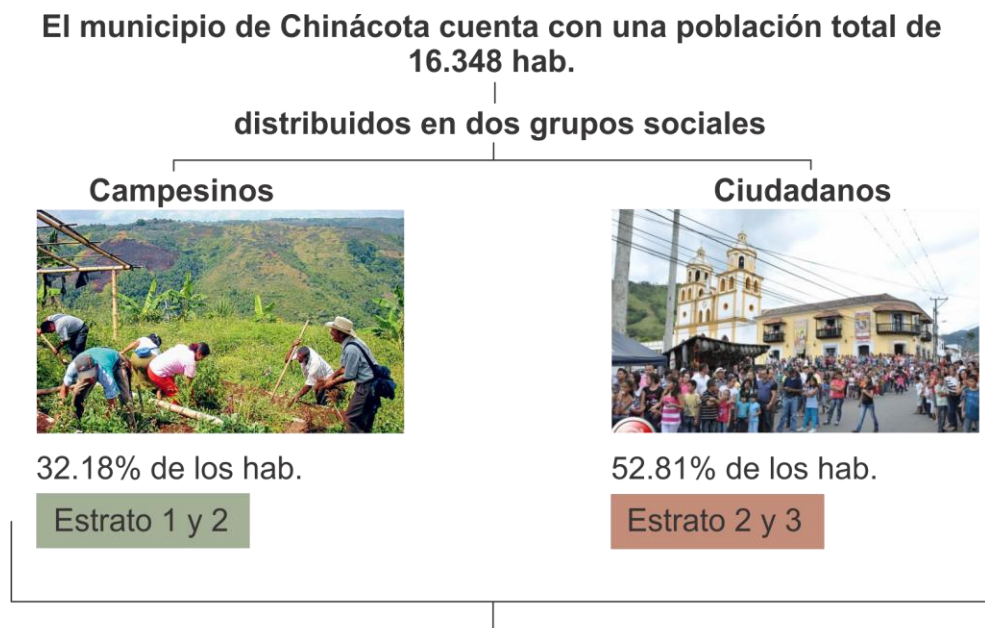 El municipio de Chinácota cuenta con una población total de
16.348 hab.
distribuidos en dos grupos sociales
Campesinos
Ciudadanos
32.18% de los hab.
52.81% de los hab.
Estrato 1 y 2
Estrato 2 y 3